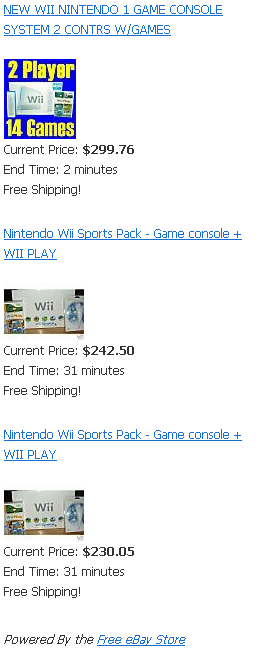 NEW WII NINTENDO 1 GAME CONSOLE
SYSTEM 2 CONTRS W/GAMES
2 Player
Wii
14 Games
Current Price: $299.76
End Time: 2 minutes
Free Shipping!
Nintendo Wii Sports Pack - Game console +
WII PLAY
Wii
Current Price: $242.50
End Time: 31 minutes
Free Shipping!
Nintendo Wii Sports Pack - Game console +
WII PLAY
Wii
Current Price: $230.05
End Time: 31 minutes
Free Shipping!
Powered By the Free eBay Store